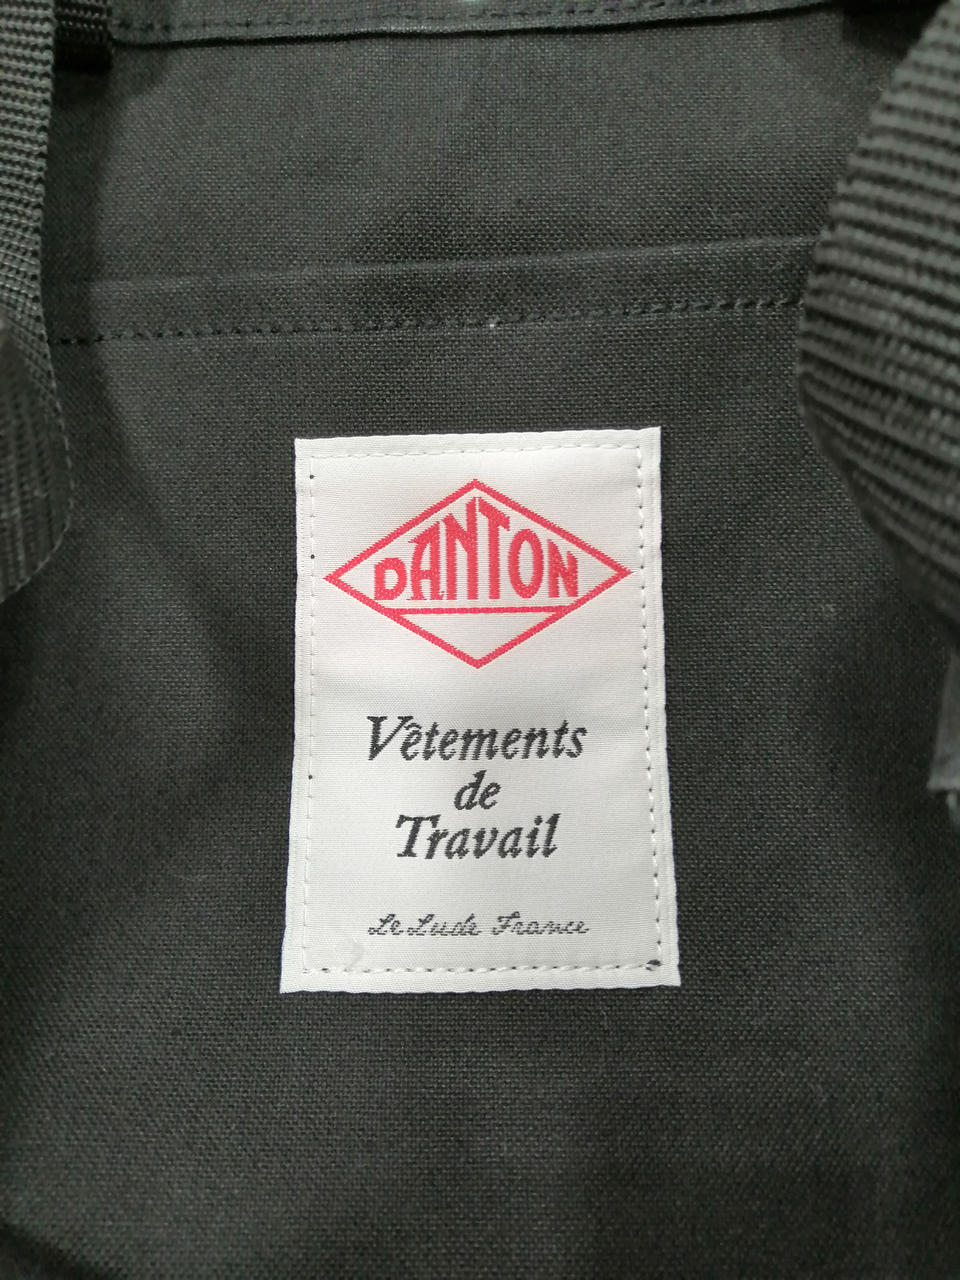 DANTON
Vêtements
de
Travail
Le Lude France